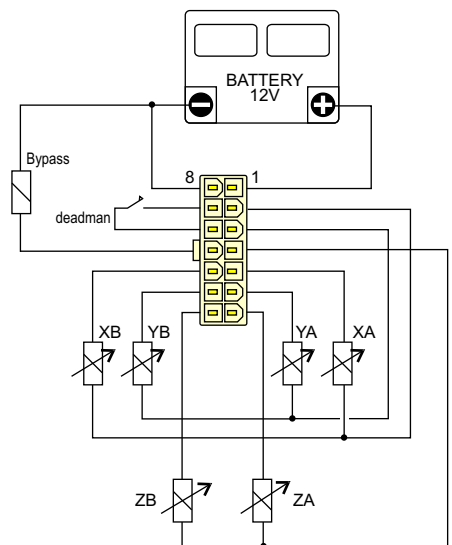 BATTERY
12V
Bypass
8
1
deadman
XB
YB
YA
XA
ZB
ZA